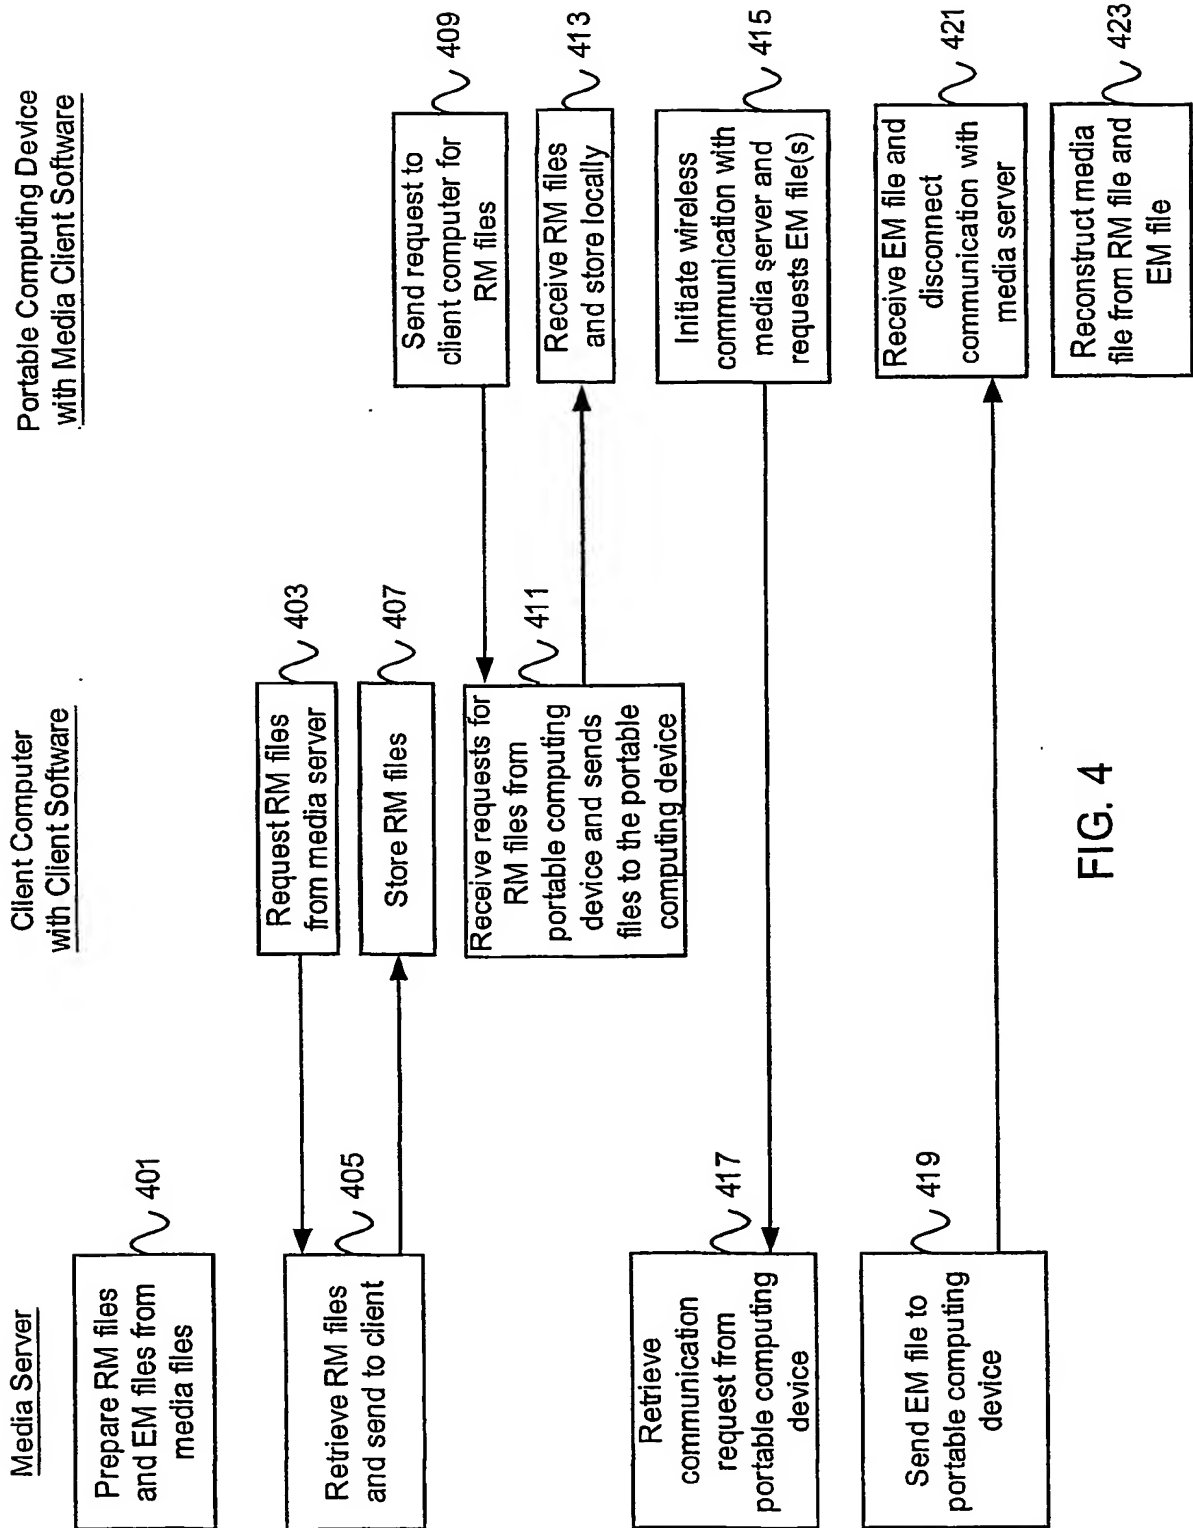 Media Server
Client Computer
with Client Software
Portable Computing Device
with Media Client Software
Prepare RM files
and EM files from
media files
401
Request RM files
from media server
403
Retrieve RM files
and send to client
405
Store RM files
407
Send request to
client computer for
RM files
409
Receive requests for
RM files from
portable computing
device and sends
files to the portable
computing device
411
Receive RM files
and store locally
413
Initiate wireless
communication with
media server and
requests EM file(s)
415
Retrieve
communication
request from
portable computing
device
417
Send EM file to
portable computing
device
419
Receive EM file and
disconnect
communication with
media server
421
Reconstruct media
file from RM file and
EM file
423
FIG. 4